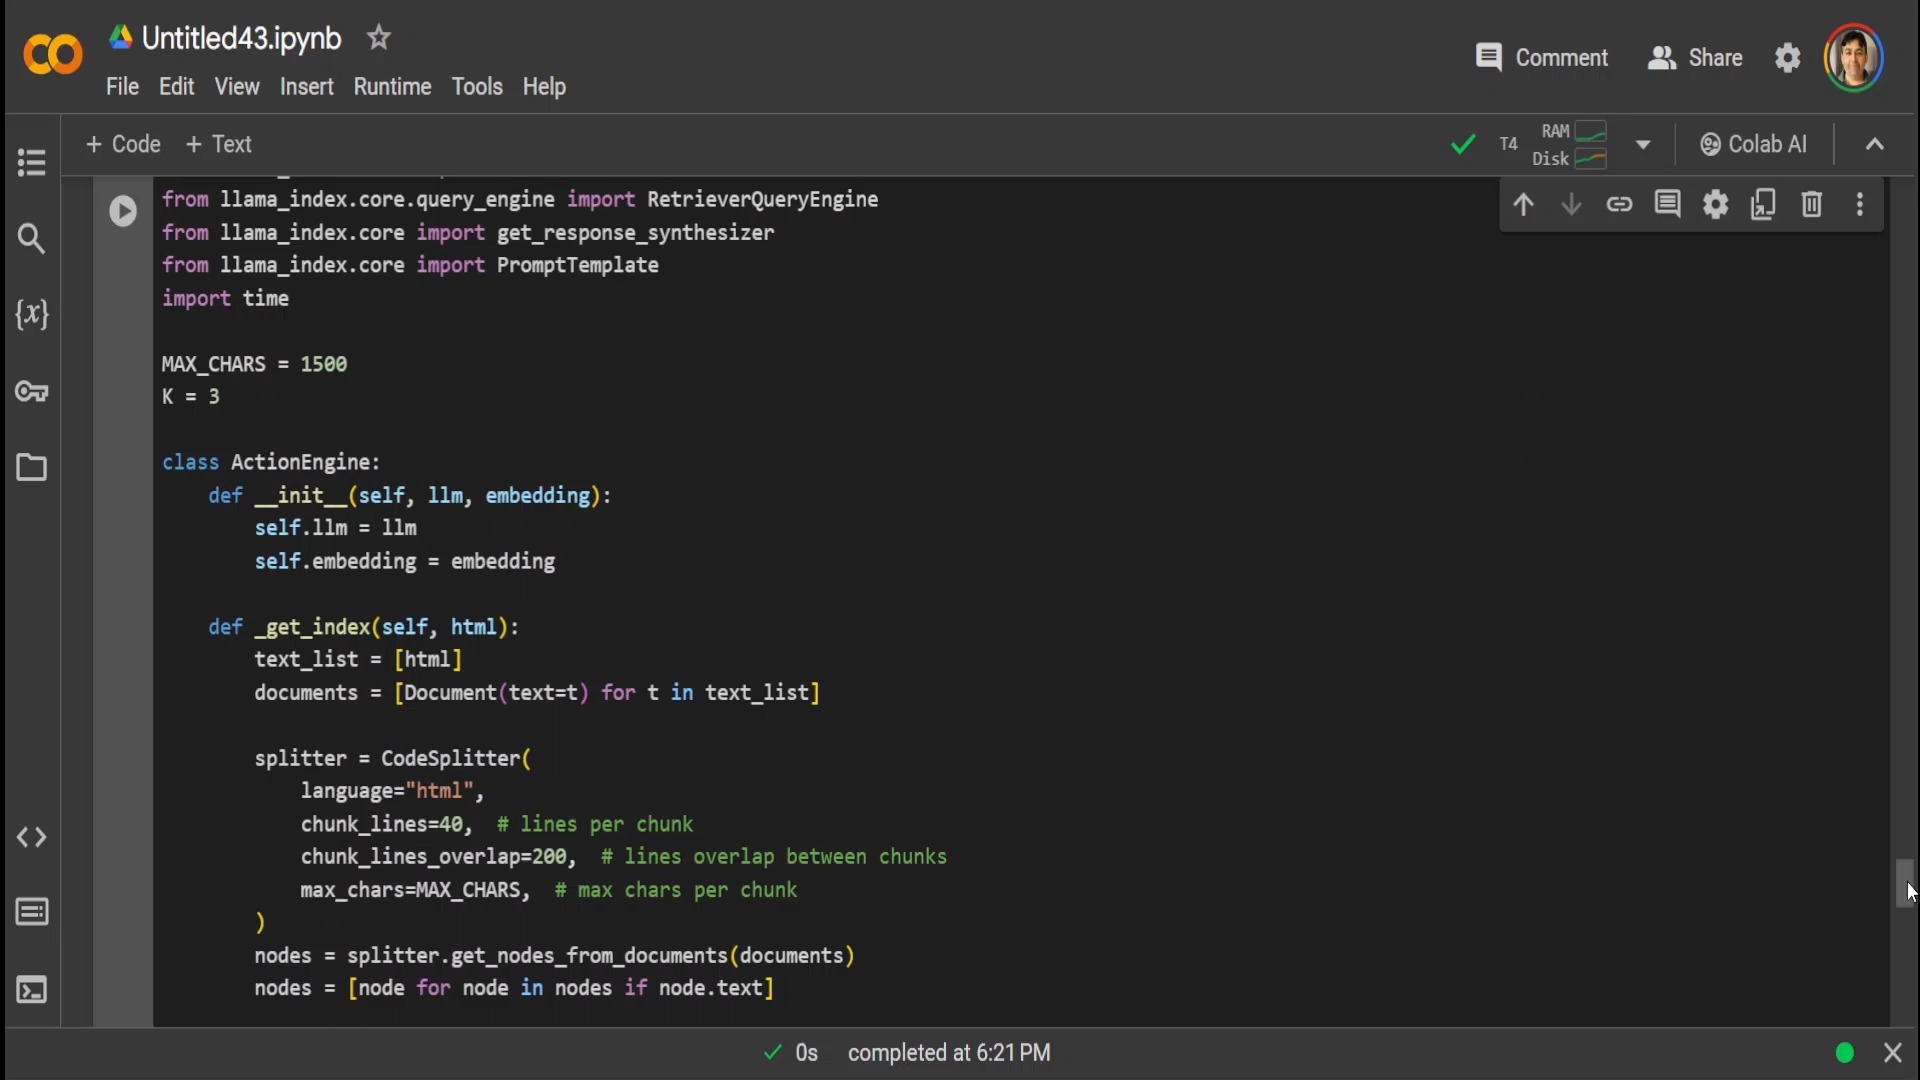 Untitled43.ipynb
Comment
Share
File Edit View Insert Runtime Tools Help
+ Code + Text
T4
RAM
Disk
Colab AI
from llama_index.core.query_engine import RetrieverQueryEngine
from llama_index.core import get_response_synthesizer
from llama_index.core import PromptTemplate
import time
MAX_CHARS = 1500
K = 3
class ActionEngine:
    def __init__(self, llm, embedding):
        self.llm = llm
        self.embedding = embedding
    def _get_index(self, html):
        text_list = [html]
        documents = [Document(text=t) for t in text_list]
        splitter = CodeSplitter(
            language="html",
            chunk_lines=40,  # lines per chunk
            chunk_lines_overlap=200,  # lines overlap between chunks
            max_chars=MAX_CHARS,  # max chars per chunk
        )
        nodes = splitter.get_nodes_from_documents(documents)
        nodes = [node for node in nodes if node.text]
0s completed at 6:21 PM